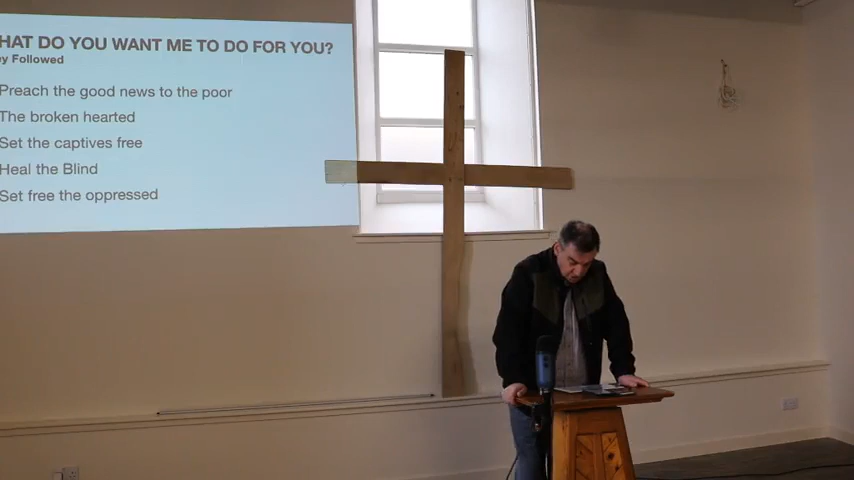 HAT DO YOU WANT ME TO DO FOR YOU?
y Followed
Preach the good news to the poor
The broken hearted
Set the captives free
Heal the Blind
Set free the oppressed